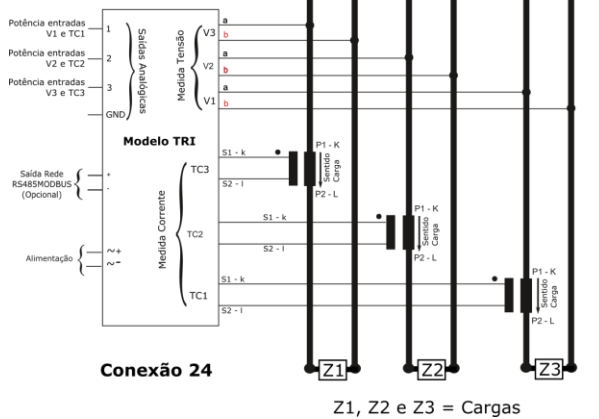 Potência entradas
V1 e TC1
1
Potência entradas
V2 e TC2
2
Potência entradas
V3 e TC3
3
GND
Saídas Analógicas
Medida Tensão
V3
V2
V1
a
b
a
b
a
b
Modelo TRI
Saída Rede
RS485MODBUS
(Opcional)
+
-
Alimentação
~+
~-
Medida Corrente
TC3
TC2
TC1
S1 - k
S2 - l
P1 - K
Sentido
Carga
P2 - L
S1 - k
S2 - l
P1 - K
Sentido
Carga
P2 - L
S1 - k
S2 - l
P1 - K
Sentido
Carga
P2 - L
Conexão 24
Z1
Z2
Z3
Z1, Z2 e Z3 = Cargas